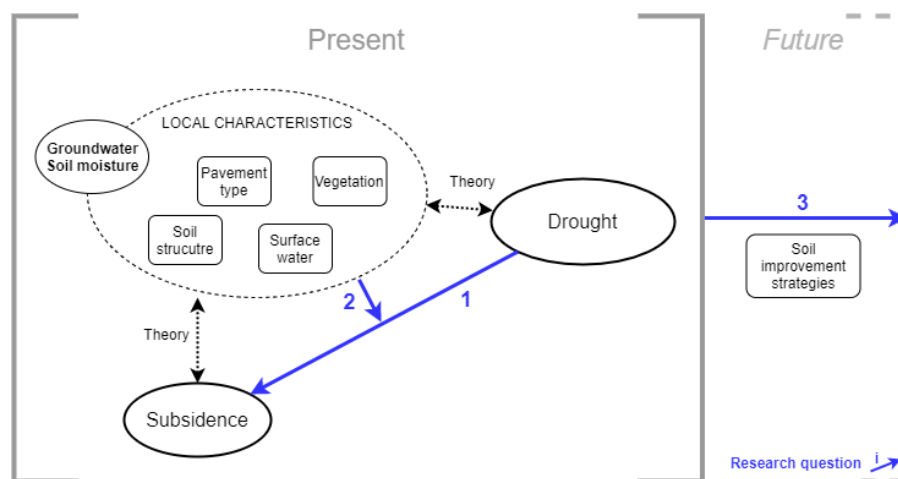 Present
Future
LOCAL CHARACTERISTICS
Groundwater
Soil moisture
Pavement
type
Vegetation
Theory
Drought
Soil
strucutre
Surface
water
3
Soil
improvement
strategies
2
1
Theory
Subsidence
Research question i